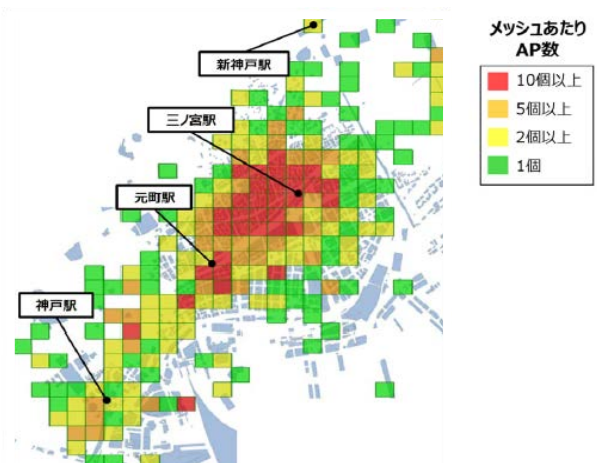 新神戸駅
三ノ宮駅
元町駅
神戸駅
メッシュあたり
AP数
10個以上
5個以上
2個以上
1個